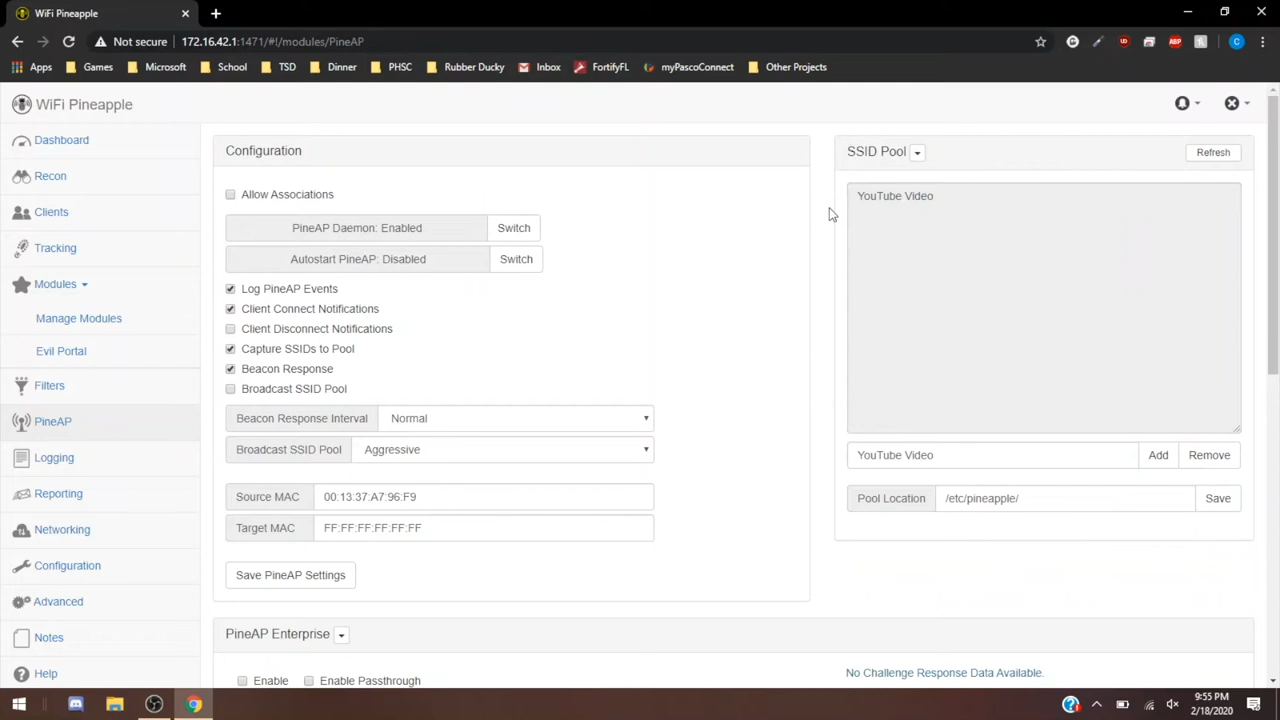 WiFi Pineapple
Not secure 172.16.42.1:1471/#!/modules/PineAP
Apps Games Microsoft School TSD Dinner PHSC Rubber Ducky Inbox FortifyFL myPascoConnect Other Projects
WiFi Pineapple
Dashboard
Recon
Clients
Tracking
Modules
Manage Modules
Evil Portal
Filters
PineAP
Logging
Reporting
Networking
Configuration
Advanced
Notes
Help
Configuration
Allow Associations
PineAP Daemon: Enabled Switch
Autostart PineAP: Disabled Switch
Log PineAP Events
Client Connect Notifications
Client Disconnect Notifications
Capture SSIDs to Pool
Beacon Response
Broadcast SSID Pool
Beacon Response Interval Normal
Broadcast SSID Pool Aggressive
Source MAC 00:13:37:A7:96:F9
Target MAC FF:FF:FF:FF:FF:FF
Save PineAP Settings
SSID Pool Refresh
YouTube Video
YouTube Video Add Remove
Pool Location /etc/pineapple/ Save
PineAP Enterprise
Enable Enable Passthrough
No Challenge Response Data Available.
9:55 PM
2/18/2020